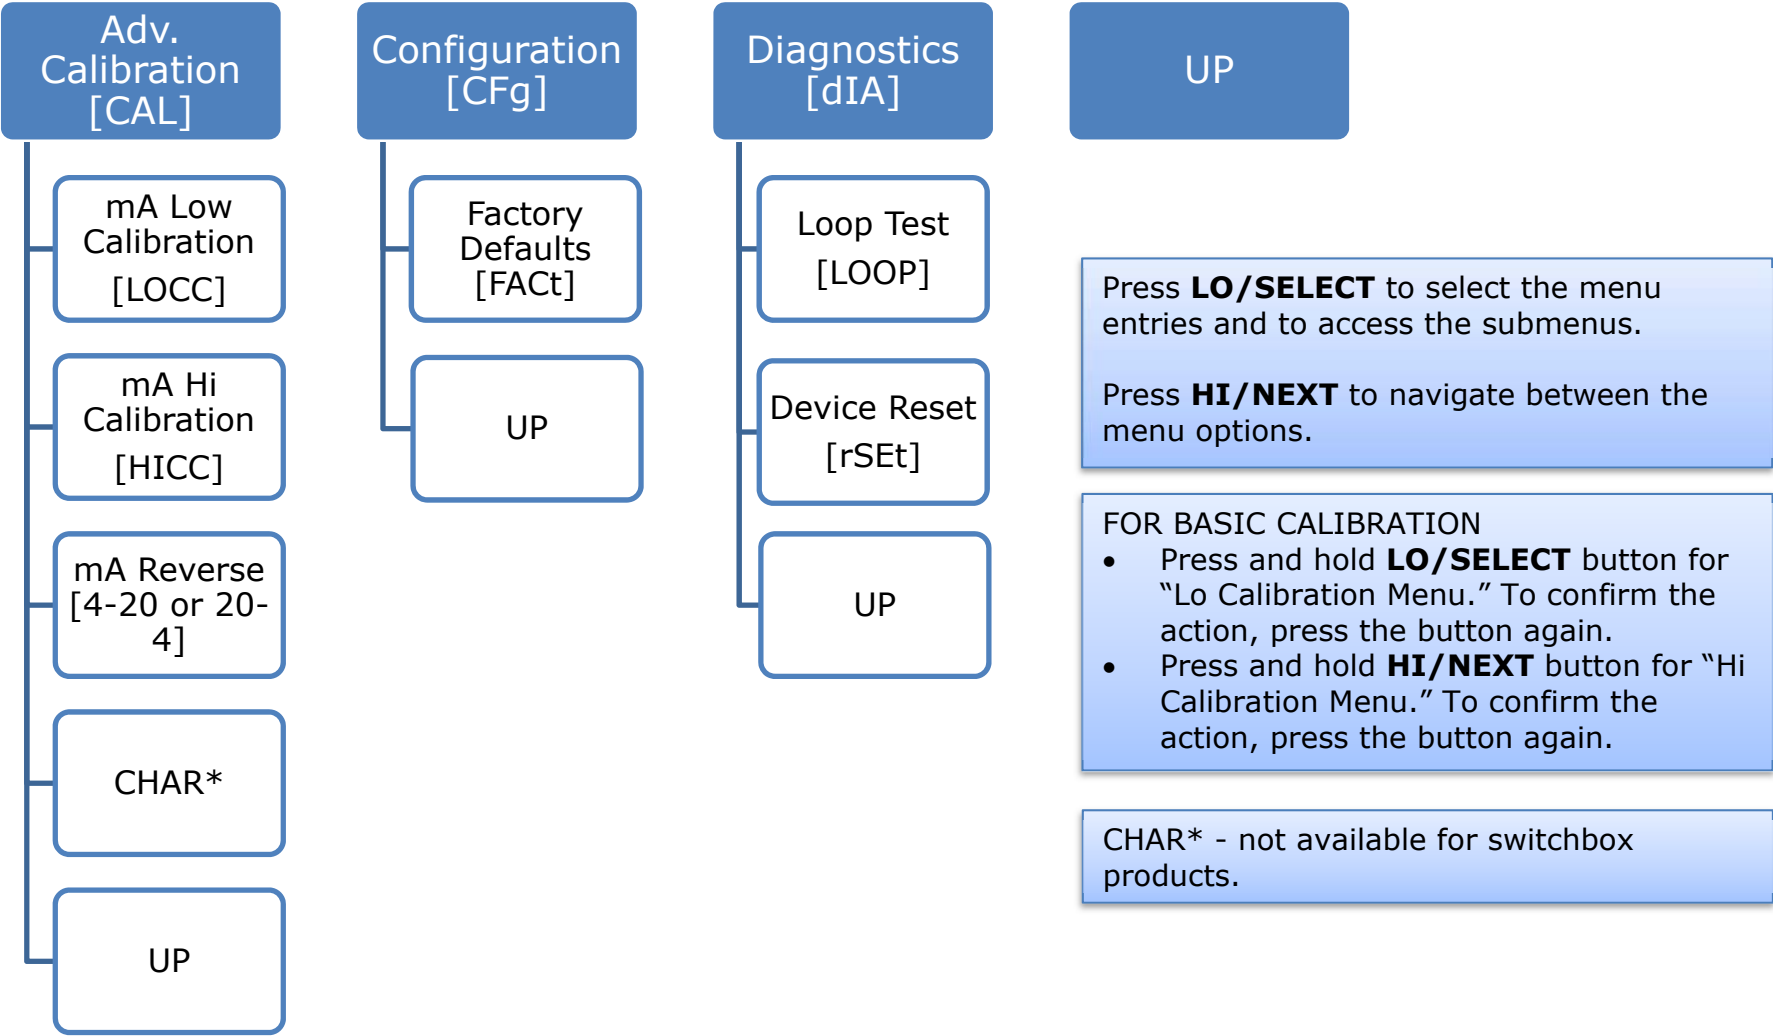 Adv.
Calibration
[CAL]
mA Low
Calibration
[LOCC]
mA Hi
Calibration
[HICC]
mA Reverse
[4-20 or 20-
4]
CHAR*
UP
Configuration
[CFg]
Factory
Defaults
[FACt]
UP
Diagnostics
[dIA]
Loop Test
[LOOP]
Device Reset
[rSEt]
UP
UP
Press LO/SELECT to select the menu
entries and to access the submenus.
Press HI/NEXT to navigate between the
menu options.
FOR BASIC CALIBRATION
• Press and hold LO/SELECT button for
“Lo Calibration Menu.” To confirm the
action, press the button again.
• Press and hold HI/NEXT button for “Hi
Calibration Menu.” To confirm the
action, press the button again.
CHAR* - not available for switchbox
products.